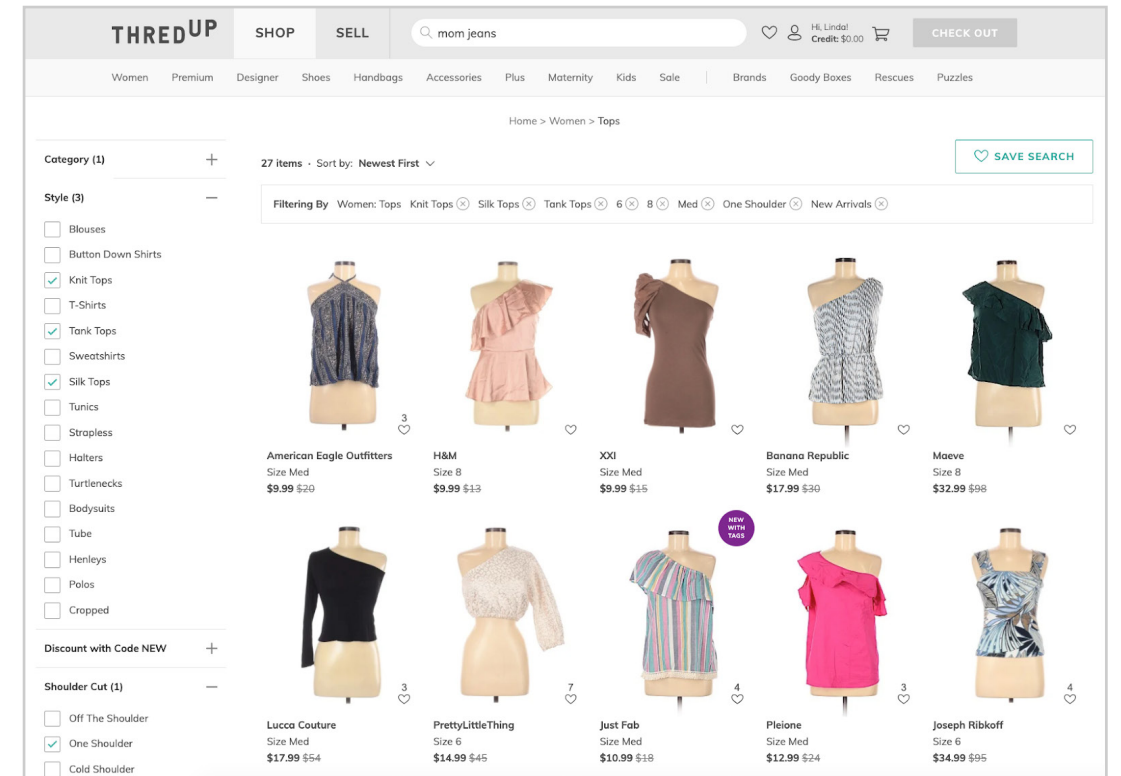 THREDUP SHOP SELL mom jeans Hi, Linda! CHECK OUT
Credit: $0.00
Women Premium Designer Shoes Handbags Accessories Plus Maternity Kids Sale Brands Goody Boxes Rescues Puzzles
Home > Women > Tops
Category (1)
27 items · Sort by: Newest First
SAVE SEARCH
Style (3)
Filtering By Women: Tops Knit Tops Silk Tops Tank Tops 6 8 Med One Shoulder New Arrivals
Blouses
Button Down Shirts
Knit Tops
T-Shirts
Tank Tops
Sweatshirts
Silk Tops
Tunics
Strapless
Halters
Turtlenecks
Bodysuits
Tube
Henleys
Polos
Cropped
Discount with Code NEW
Shoulder Cut (1)
Off The Shoulder
One Shoulder
Cold Shoulder
3
American Eagle Outfitters H&M XXI Banana Republic Maeve
Size Med Size 8 Size Med Size Med Size 8
$9.99 $20 $9.99 $13 $9.99 $15 $17.99 $30 $32.99 $98
NEW
WITH
TAGS
3 7 4 3 4
Lucca Couture PrettyLittleThing Just Fab Pleione Joseph Ribkoff
Size Med Size 6 Size Med Size Med Size 6
$17.99 $54 $14.99 $45 $10.99 $18 $12.99 $24 $34.99 $95